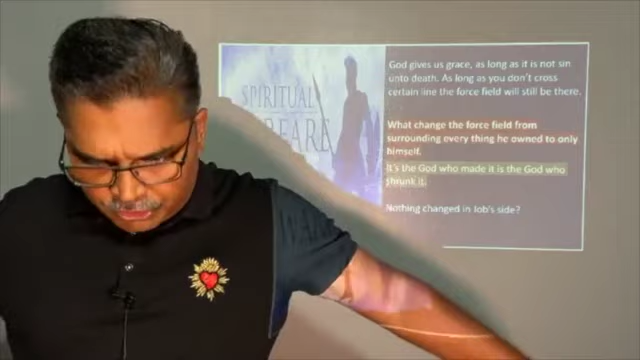 SPIRITUAL
God gives us grace, as long as it is not sin
unto death. As long as you don't cross
certain line the force field will still be there.
What change the force field from
surrounding every thing he owned to only
himself.
It's the God who made it is the God who
shrunk it.
Nothing changed in Job's side?